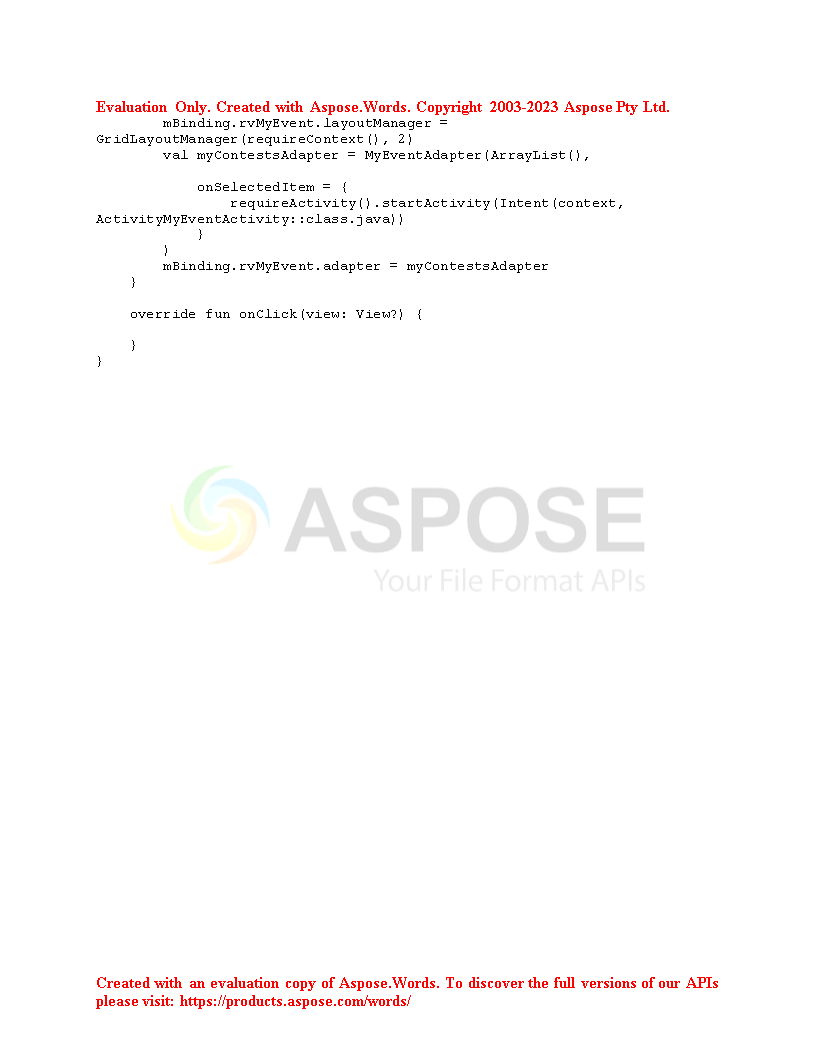 Evaluation Only. Created with Aspose.Words. Copyright 2003-2023 Aspose Pty Ltd.
        mBinding.rvMyEvent.layoutManager =
GridLayoutManager(requireContext(), 2)
        val myContestsAdapter = MyEventAdapter(ArrayList(),
            onSelectedItem = {
                requireActivity().startActivity(Intent(context,
ActivityMyEventActivity::class.java))
            }
        )
        mBinding.rvMyEvent.adapter = myContestsAdapter
    }
    override fun onClick(view: View?) {
    }
}
ASPOSE
Your File Format APIs
Created with an evaluation copy of Aspose.Words. To discover the full versions of our APIs
please visit: https://products.aspose.com/words/